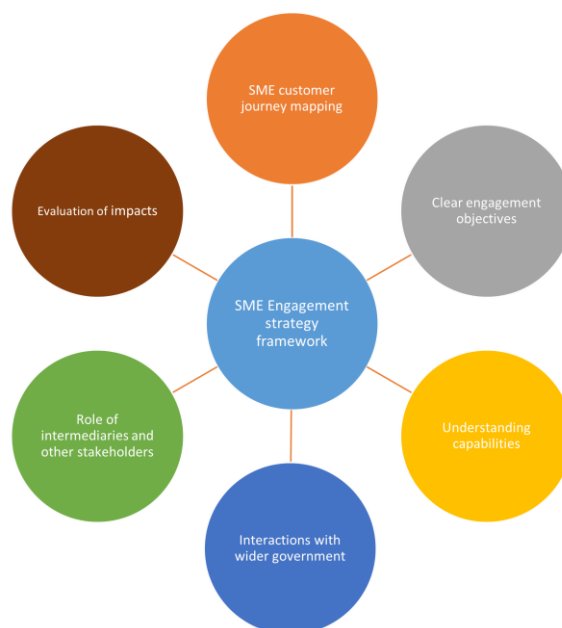 SME customer
journey mapping
Clear engagement
objectives
Understanding
capabilities
Interactions with
wider government
Role of
intermediaries and
other stakeholders
Evaluation of impacts
SME Engagement
strategy
framework